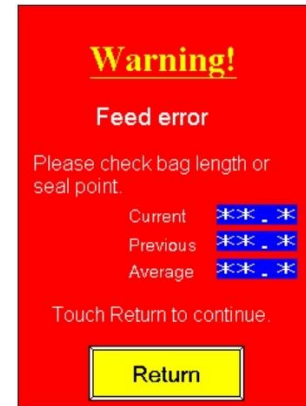 Warning!
Feed error
Please check bag length or
seal point.
Current **.*
Previous **.*
Average **.*
Touch Return to continue.
Return